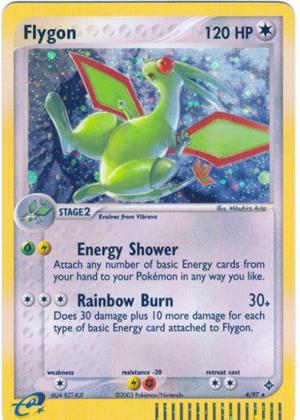 Flygon 120 HP
Illus. Mitsuhiro Arita
STAGE2
Evolves from Vibrava
Energy Shower
Attach any number of basic Energy cards from
your hand to your Pokémon in any way you like.
Rainbow Burn 30+
Does 30 damage plus 10 more damage for each
type of basic Energy card attached to Flygon.
weakness resistance -30 retreat cost
©2003 Pokémon/Nintendo
4/97 ★
e